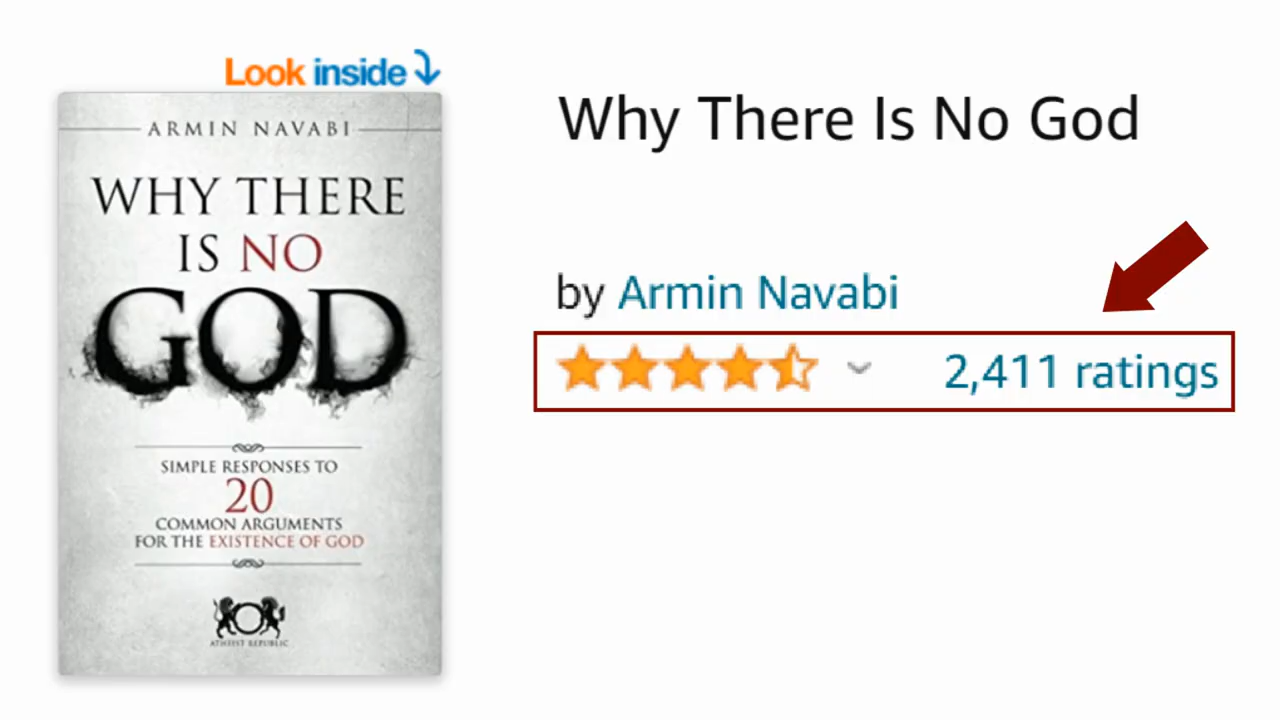 Look inside
ARMIN NAVABI
WHY THERE
IS NO
GOD
SIMPLE RESPONSES TO
20
COMMON ARGUMENTS
FOR THE EXISTENCE OF GOD
ATHEIST REPUBLIC
Why There Is No God
by Armin Navabi
2,411 ratings